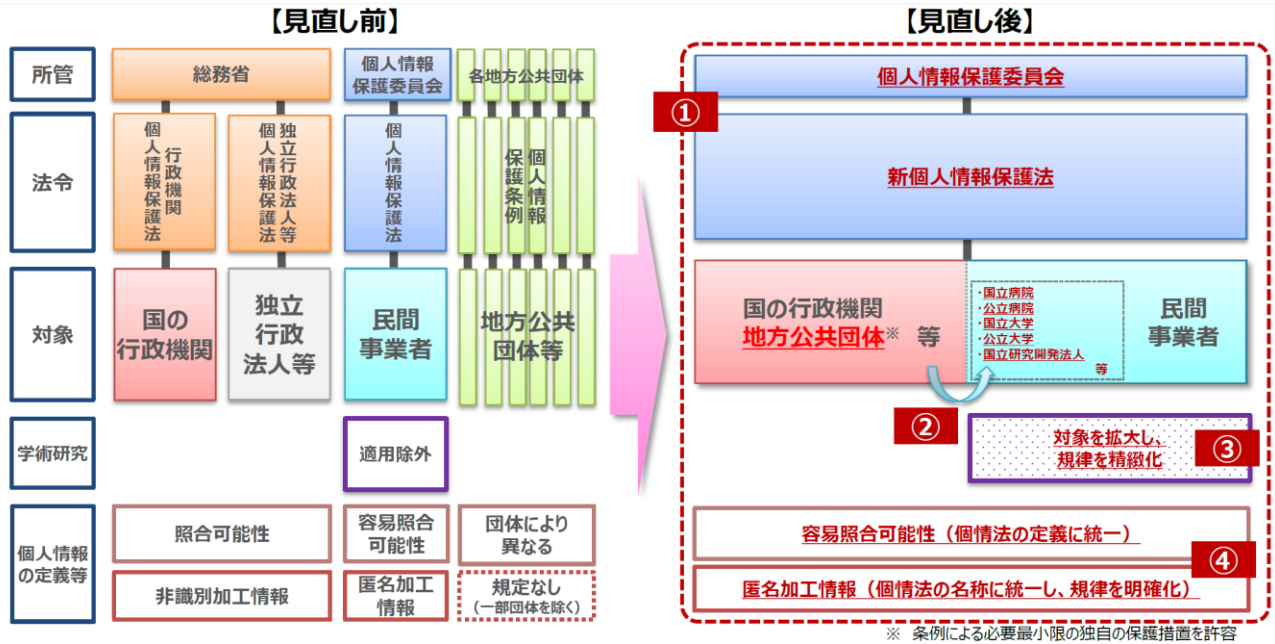 【見直し前】
【見直し後】
所管
総務省
個人情報
保護委員会
各地方公共団体
個人情報保護委員会
①
法令
行政機関
個人情報保護法
独立行政法人等
個人情報保護法
個人情報保護法
個人情報
保護条例
新個人情報保護法
対象
国の
行政機関
独立
行政
法人等
民間
事業者
地方公共
団体等
国の行政機関
地方公共団体※ 等
・国立病院
・公立病院
・国立大学
・公立大学
・国立研究開発法人
等
民間
事業者
②
学術研究
適用除外
対象を拡大し、
規律を精緻化
③
個人情報
の定義等
照合可能性
容易照合
可能性
団体により
異なる
容易照合可能性（個情法の定義に統一）
④
非識別加工情報
匿名加工
情報
規定なし
（一部団体を除く）
匿名加工情報（個情法の名称に統一し、規律を明確化）
※ 条例による必要最小限の独自の保護措置を許容